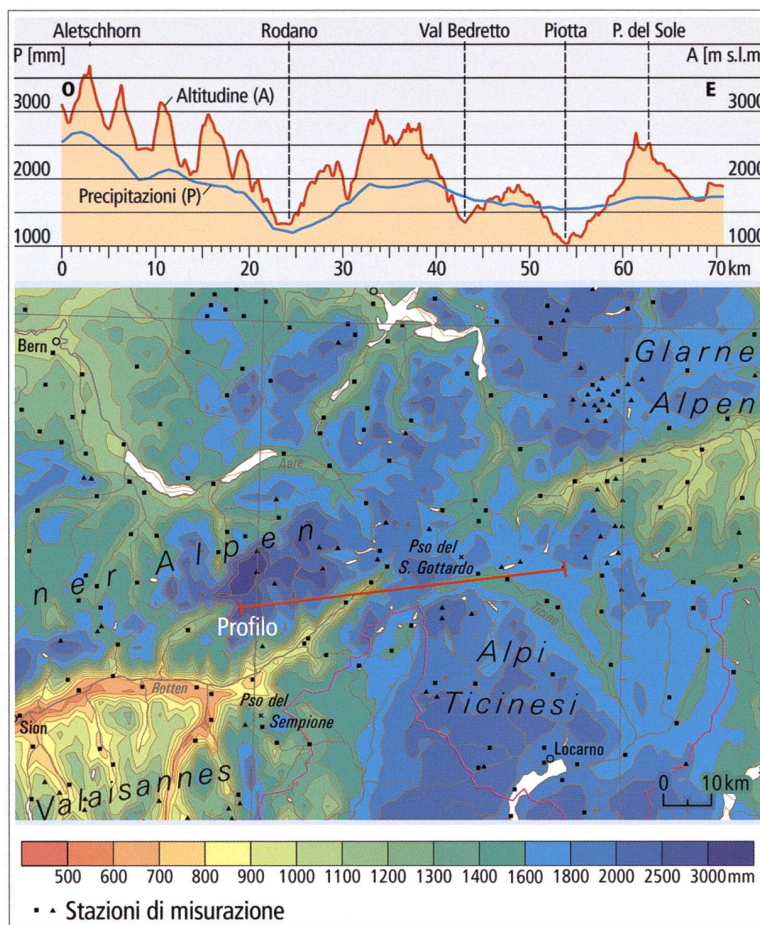 Aletschhorn Rodano Val Bedretto Piotta P. del Sole
P [mm] A [m s.l.m
O E
3000 3000
Altitudine (A)
2000 2000
Precipitazioni (P)
1000 1000
0 10 20 30 40 50 60 70 km
Bern
Glarne
Alpen
Aare
ner Alpen
Pso del
S. Gottardo
Profilo
Ticino
Alpi
Ticinesi
Rotten
Pso del
Sempione
Sion
Locarno
Valaisannes
0 10 km
500 600 700 800 900 1000 1100 1200 1300 1400 1600 1800 2000 2500 3000mm
Stazioni di misurazione